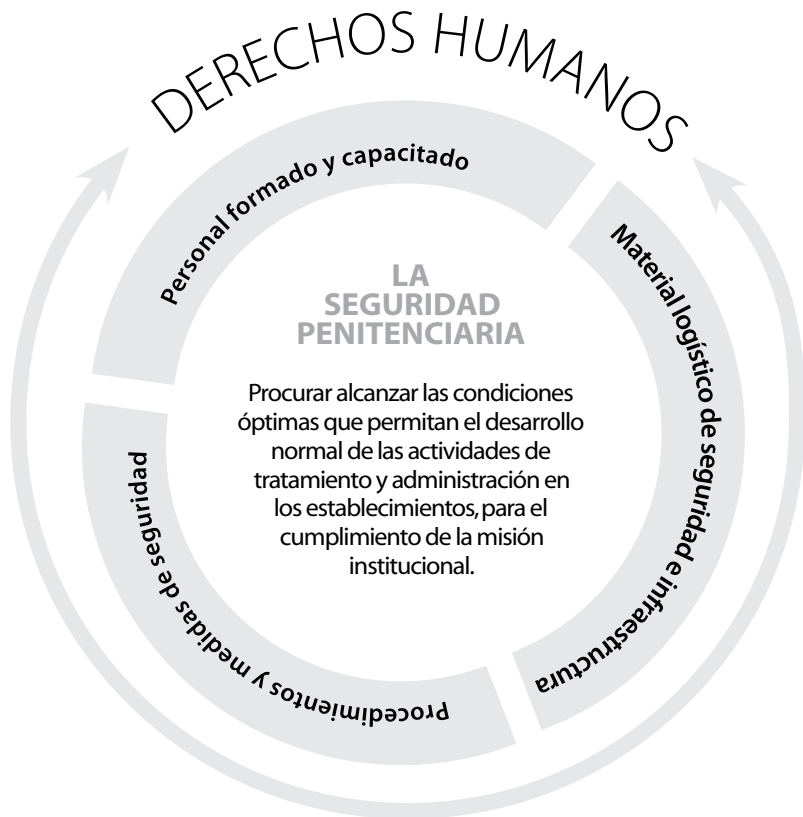 DERECHOS HUMANOS
Personal formado y capacitado
Material logístico de seguridad e infraestructura
Procedimientos y medidas de seguridad
LA
SEGURIDAD
PENITENCIARIA
Procurar alcanzar las condiciones
óptimas que permitan el desarrollo
normal de las actividades de
tratamiento y administración en
los establecimientos, para el
cumplimiento de la misión
institucional.